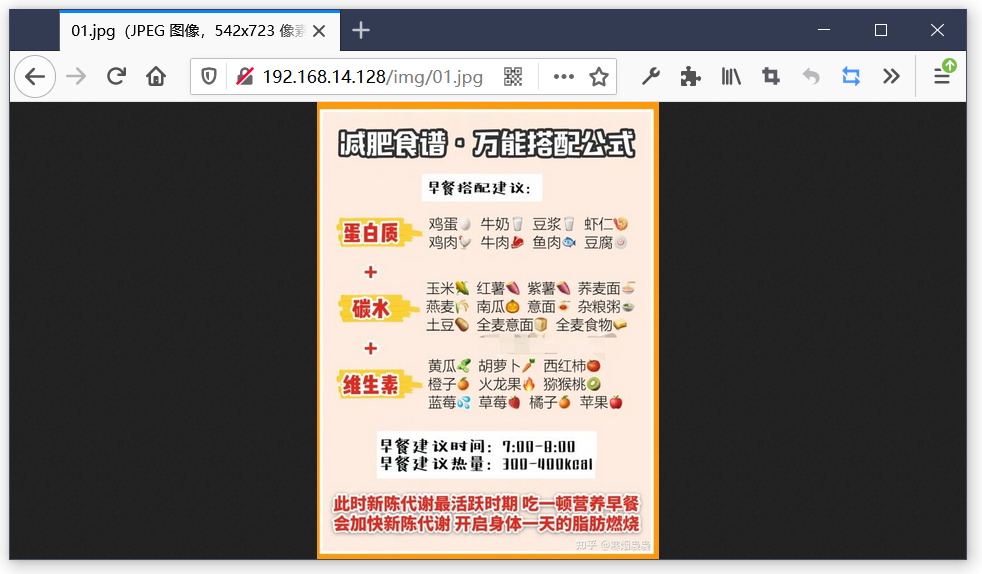 01.jpg（JPEG 图像，542x723 像素
192.168.14.128/img/01.jpg
减肥食谱·万能搭配公式
早餐搭配建议：
蛋白质
鸡蛋 牛奶 豆浆 虾仁
鸡肉 牛肉 鱼肉 豆腐
+
碳水
玉米 红薯 紫薯 荞麦面
燕麦 南瓜 意面 杂粮粥
土豆 全麦意面 全麦食物
+
维生素
黄瓜 胡萝卜 西红柿
橙子 火龙果 猕猴桃
蓝莓 草莓 橘子 苹果
早餐建议时间：7:00-8:00
早餐建议热量：300-400kcal
此时新陈代谢最活跃时期 吃一顿营养早餐
会加快新陈代谢 开启身体一天的脂肪燃烧